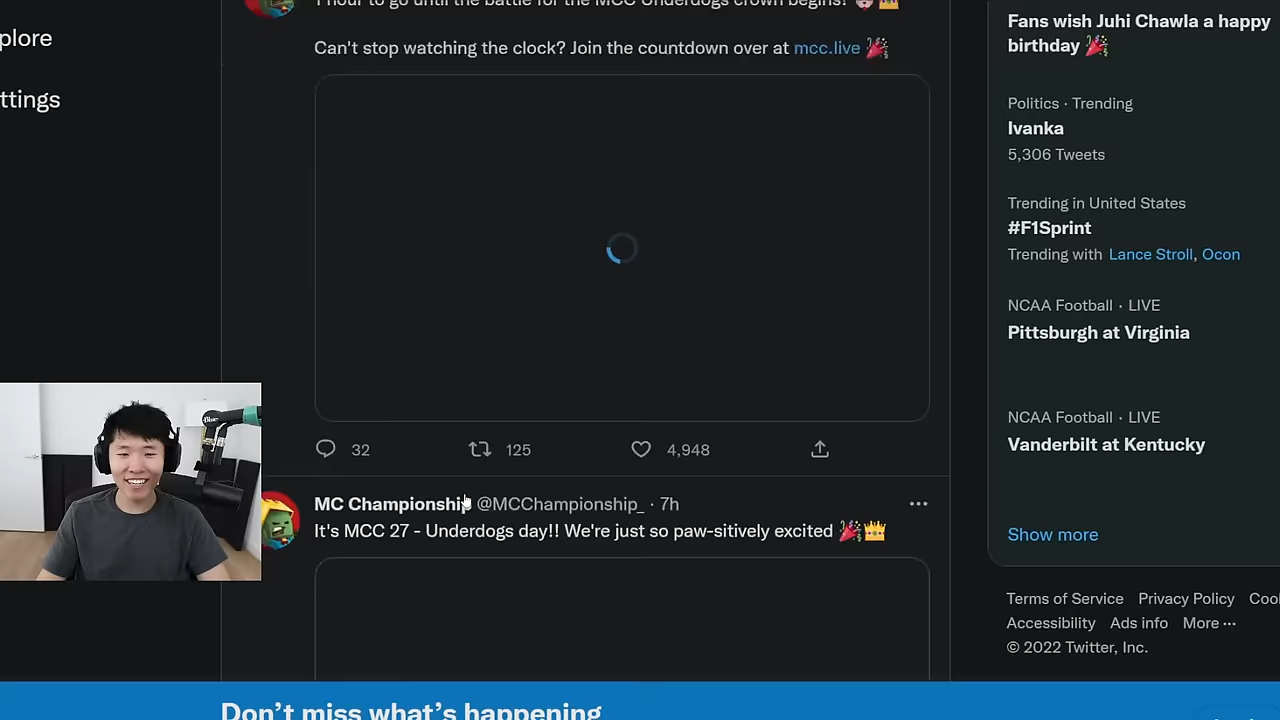 plore
ttings
1 hour to go until the battle for the MCC Underdogs crown begins!
Can't stop watching the clock? Join the countdown over at mcc.live 🎉
32 125 4,948
MC Championship @MCChampionship_ · 7h
It's MCC 27 - Underdogs day!! We're just so paw-sitively excited 🎉👑
Fans wish Juhi Chawla a happy
birthday 🎉
Politics · Trending
Ivanka
5,306 Tweets
Trending in United States
#F1Sprint
Trending with Lance Stroll, Ocon
NCAA Football · LIVE
Pittsburgh at Virginia
NCAA Football · LIVE
Vanderbilt at Kentucky
Show more
Terms of Service Privacy Policy Cool
Accessibility Ads info More ···
© 2022 Twitter, Inc.
Blue
Don’t miss what’s happening